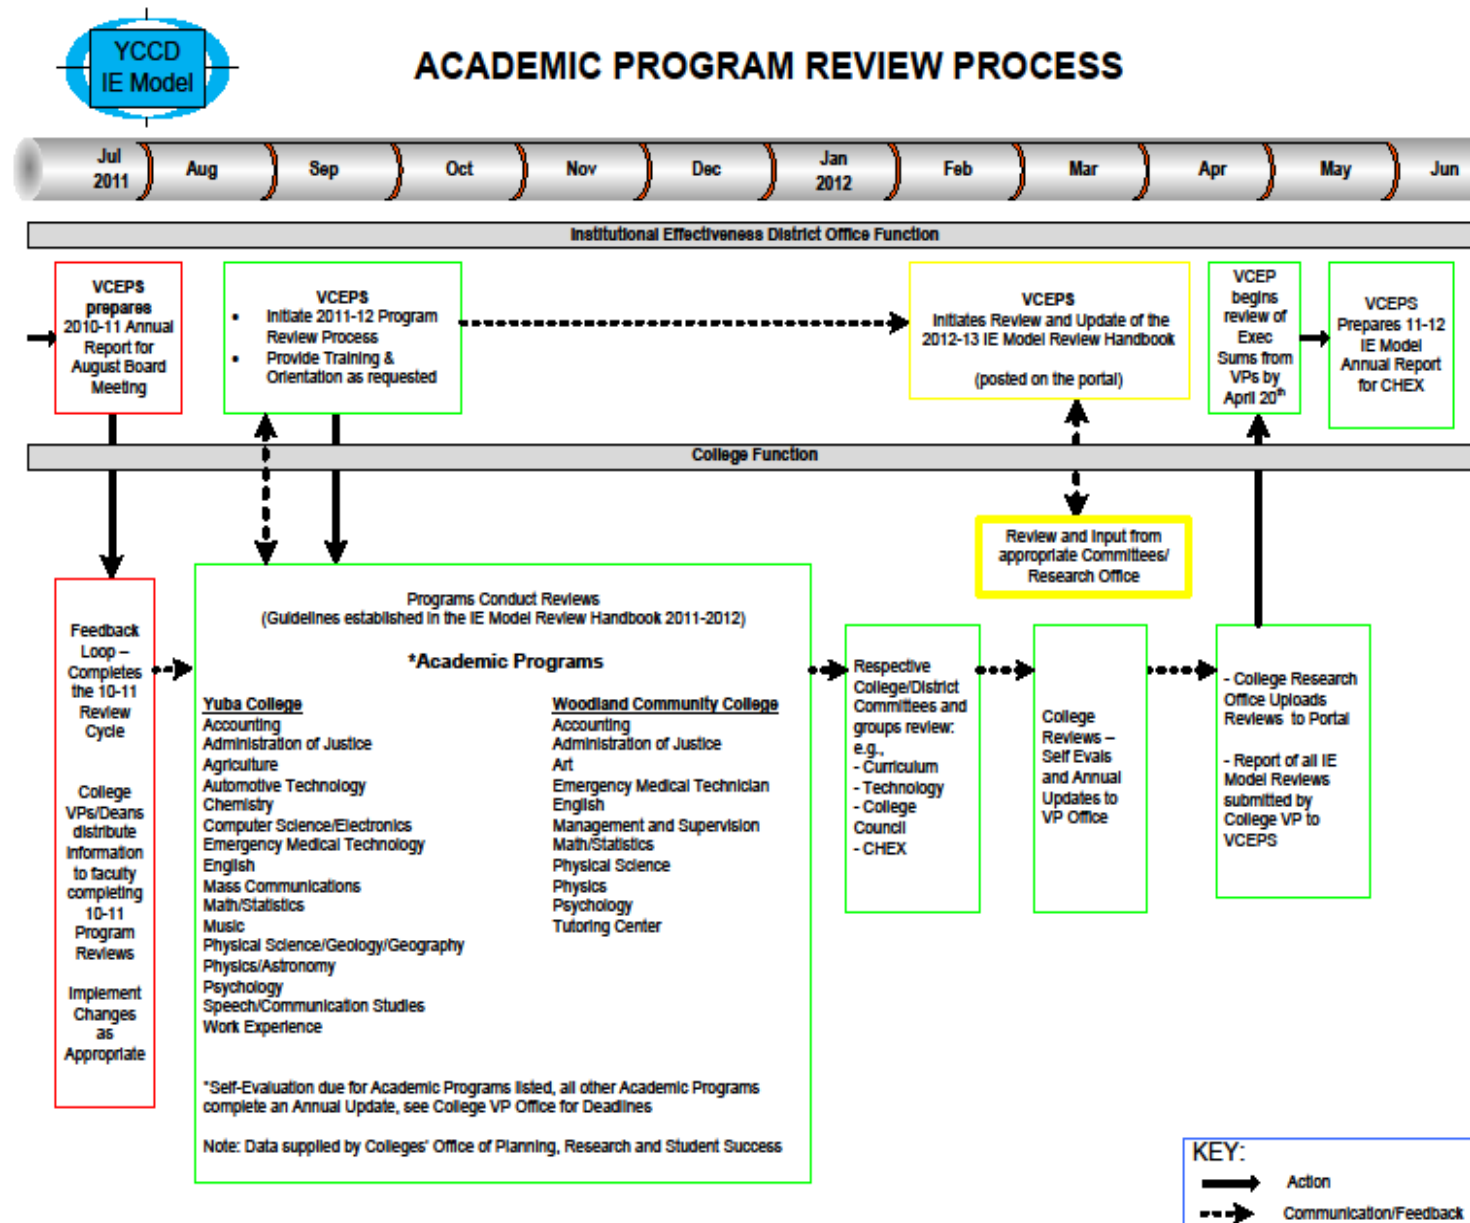 YCCD
IE Model
ACADEMIC PROGRAM REVIEW PROCESS
Jul
2011
Aug
Sep
Oct
Nov
Dec
Jan
2012
Feb
Mar
Apr
May
Jun
Institutional Effectiveness District Office Function
VCEPS
prepares
2010-11 Annual
Report for
August Board
Meeting
VCEPS
• Initiate 2011-12 Program
Review Process
• Provide Training &
Orientation as requested
VCEPS
Initiates Review and Update of the
2012-13 IE Model Review Handbook
(posted on the portal)
VCEP
begins
review of
Exec
Sums from
VPs by
April 20th
VCEPS
Prepares 11-12
IE Model
Annual Report
for CHEX
College Function
Review and Input from
appropriate Committees/
Research Office
Feedback
Loop –
Completes
the 10-11
Review
Cycle
College
VPs/Deans
distribute
information
to faculty
completing
10-11
Program
Reviews
Implement
Changes
as
Appropriate
Programs Conduct Reviews
(Guidelines established in the IE Model Review Handbook 2011-2012)
*Academic Programs
Yuba College
Accounting
Administration of Justice
Agriculture
Automotive Technology
Chemistry
Computer Science/Electronics
Emergency Medical Technology
English
Mass Communications
Math/Statistics
Music
Physical Science/Geology/Geography
Physics/Astronomy
Psychology
Speech/Communication Studies
Work Experience
Woodland Community College
Accounting
Administration of Justice
Art
Emergency Medical Technician
English
Management and Supervision
Math/Statistics
Physical Science
Physics
Psychology
Tutoring Center
*Self-Evaluation due for Academic Programs listed, all other Academic Programs
complete an Annual Update, see College VP Office for Deadlines
Note: Data supplied by Colleges' Office of Planning, Research and Student Success
Respective
College/District
Committees and
groups review:
e.g.,
- Curriculum
- Technology
- College
Council
- CHEX
College
Reviews –
Self Evals
and Annual
Updates to
VP Office
- College Research
Office Uploads
Reviews to Portal
- Report of all IE
Model Reviews
submitted by
College VP to
VCEPS
KEY:
Action
Communication/Feedback